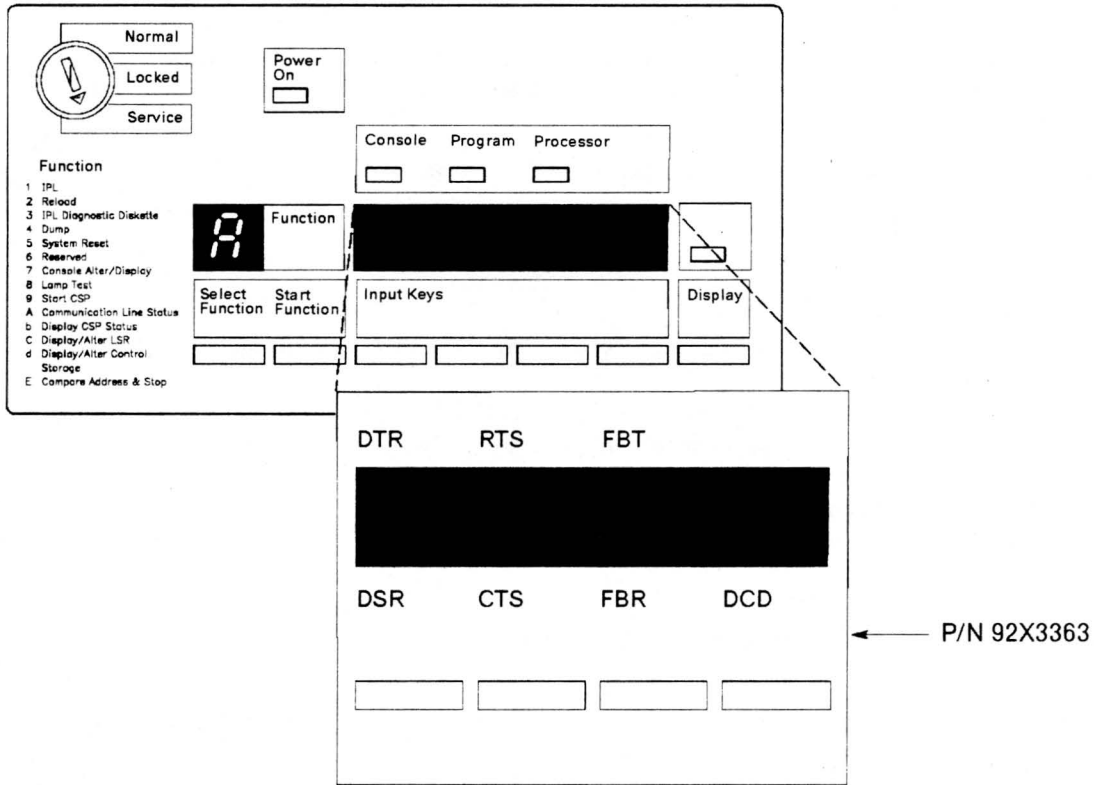 Normal
Locked
Service
Power
On
Console Program Processor
Function
1 IPL
2 Reload
3 IPL Diagnostic Diskette
4 Dump
5 System Reset
6 Reserved
7 Console Alter/Display
8 Lamp Test
9 Start CSP
A Communication Line Status
b Display CSP Status
C Display/Alter LSR
d Display/Alter Control
Storage
E Compare Address & Stop
A Function
Select Function
Start Function
Input Keys
Display
DTR RTS FBT
DSR CTS FBR DCD
P/N 92X3363